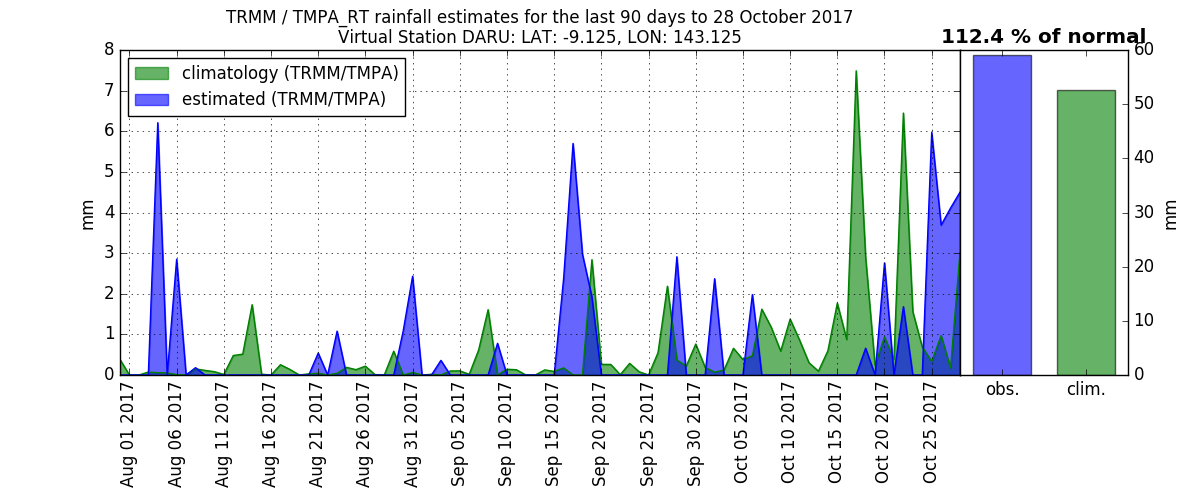 TRMM / TMPA_RT rainfall estimates for the last 90 days to 28 October 2017
Virtual Station DARU: LAT: -9.125, LON: 143.125
112.4 % of normal
climatology (TRMM/TMPA)
estimated (TRMM/TMPA)
mm
8
7
6
5
4
3
2
1
0
60
50
40
30
20
10
0
mm
Aug 01 2017
Aug 06 2017
Aug 11 2017
Aug 16 2017
Aug 21 2017
Aug 26 2017
Aug 31 2017
Sep 05 2017
Sep 10 2017
Sep 15 2017
Sep 20 2017
Sep 25 2017
Sep 30 2017
Oct 05 2017
Oct 10 2017
Oct 15 2017
Oct 20 2017
Oct 25 2017
obs.
clim.